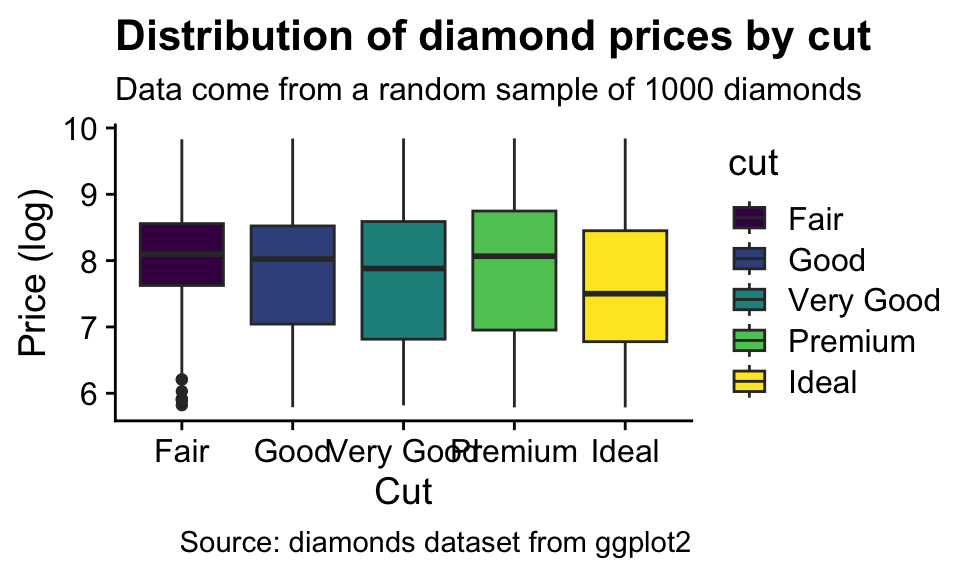 Distribution of diamond prices by cut
Data come from a random sample of 1000 diamonds
10
9
8
7
6
Price (log)
Fair Good Very Good Premium Ideal
Cut
cut
Fair
Good
Very Good
Premium
Ideal
Source: diamonds dataset from ggplot2